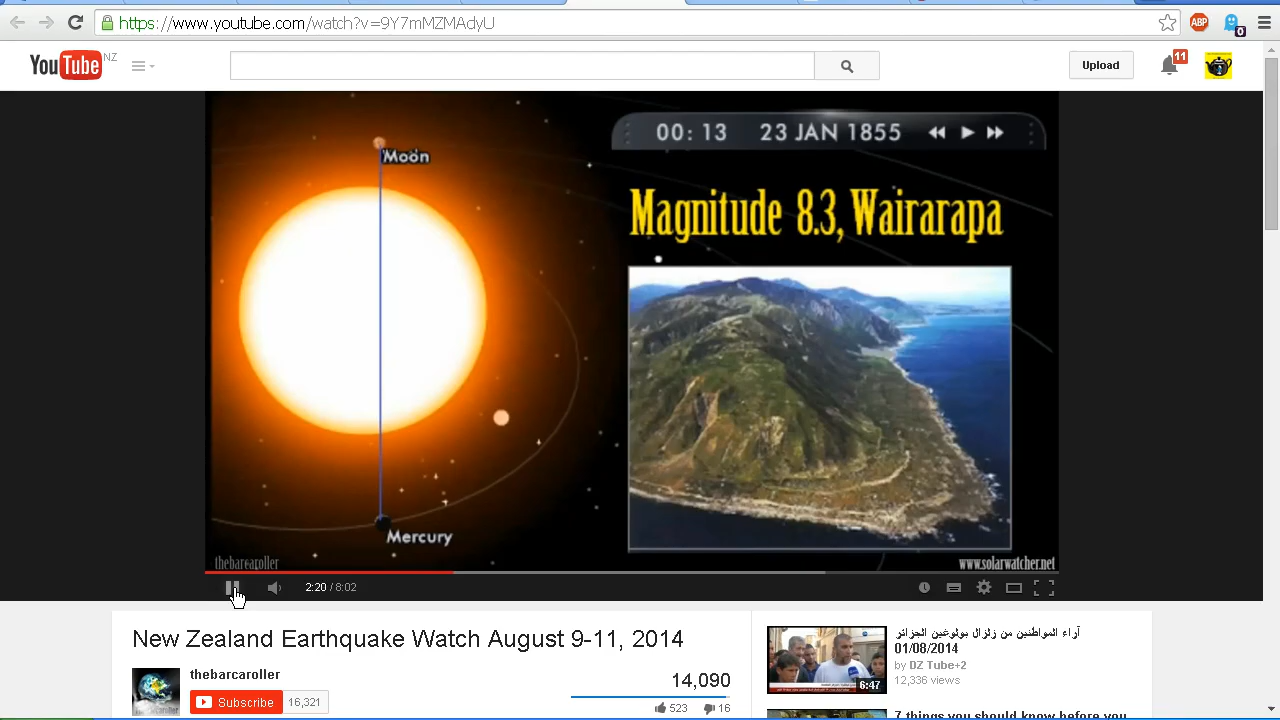 https://www.youtube.com/watch?v=9Y7mMZMAdyU
ABP
0
YouTube NZ
Upload
11
00: 13 23 JAN 1855
Moon
Magnitude 8.3, Wairarapa
Mercury
thebarcaroller
www.solarwatcher.net
2:20 / 8:02
New Zealand Earthquake Watch August 9-11, 2014
thebarcaroller
Subscribe 16,321
14,090
523 16
آراء المواطنين من زلزال بولوغين الجزائر
01/08/2014
by DZ Tube+2
12,336 views
6:47
7 things you should know before you